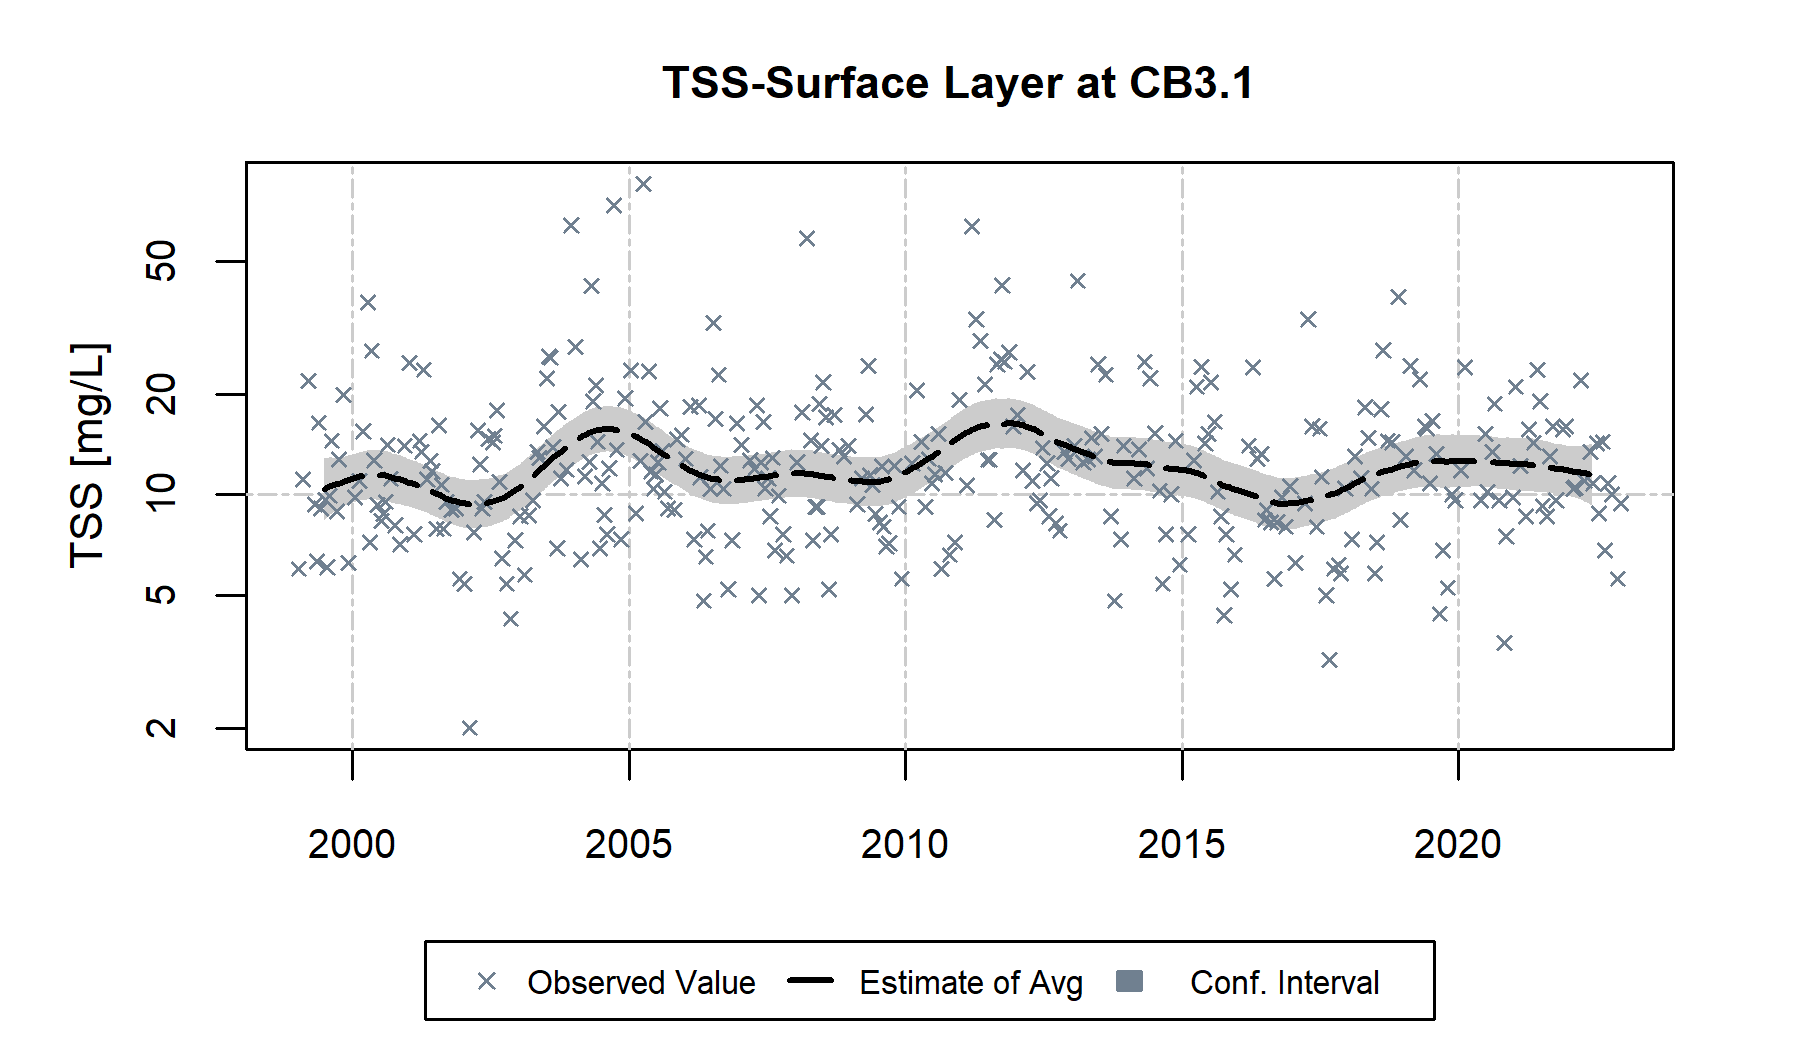 TSS-Surface Layer at CB3.1
TSS [mg/L]
50
20
10
5
2
2000 2005 2010 2015 2020
Observed Value Estimate of Avg Conf. Interval